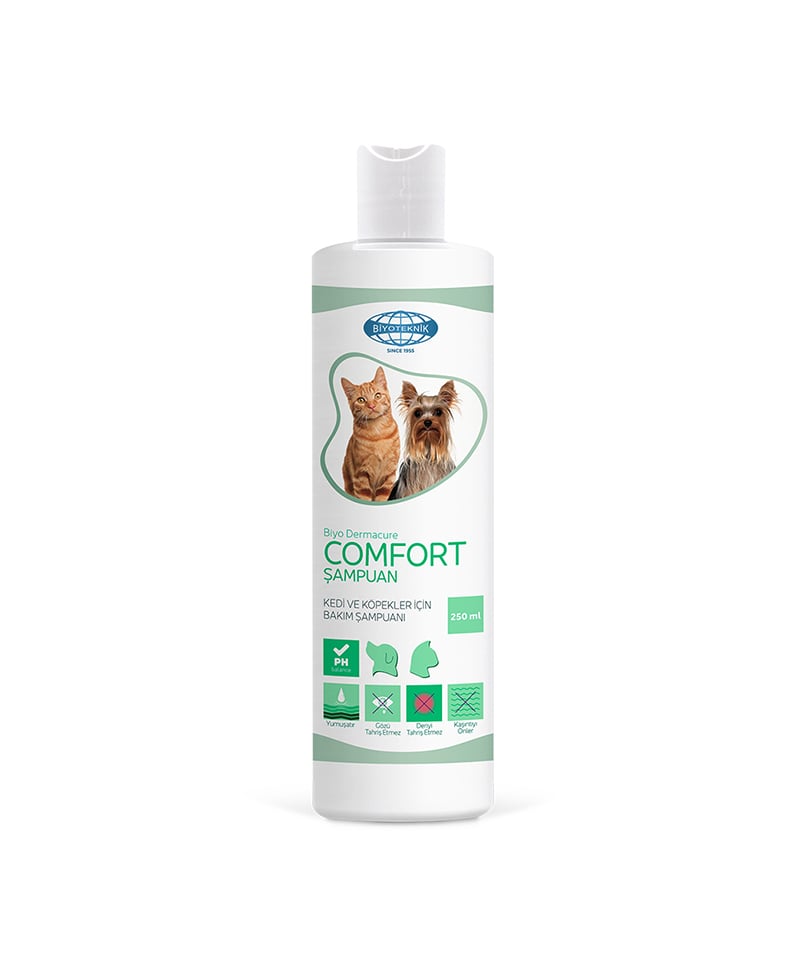 BİYOTEKNİK
SINCE 1955
Biyo Dermacure
COMFORT
ŞAMPUAN
KEDİ VE KÖPEKLER İÇİN
BAKIM ŞAMPUANI
250 ml
PH
balance
Yumuşatır
Gözü
Tahriş Etmez
Deriyi
Tahriş Etmez
Kaşıntıyı
Önler